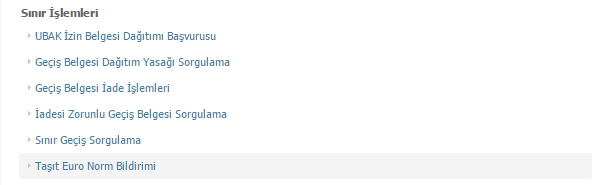 Sınır İşlemleri
UBAK İzin Belgesi Dağıtımı Başvurusu
Geçiş Belgesi Dağıtım Yasağı Sorgulama
Geçiş Belgesi İade İşlemleri
İadesi Zorunlu Geçiş Belgesi Sorgulama
Sınır Geçiş Sorgulama
Taşıt Euro Norm Bildirimi